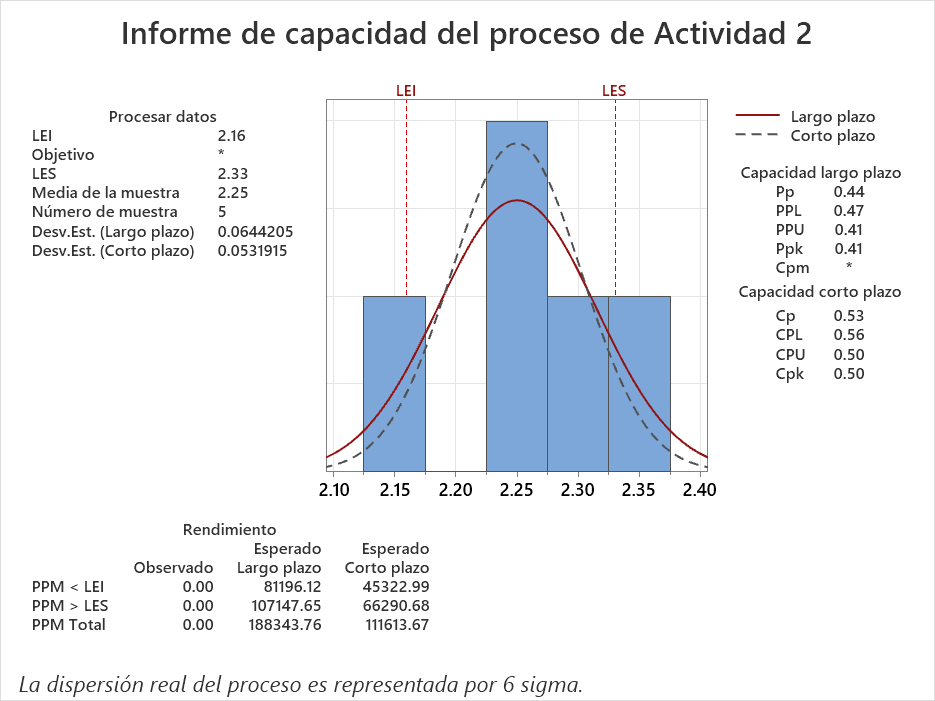 Informe de capacidad del proceso de Actividad 2
LEI LES
Procesar datos
LEI 2.16
Objetivo *
LES 2.33
Media de la muestra 2.25
Número de muestra 5
Desv.Est. (Largo plazo) 0.0644205
Desv.Est. (Corto plazo) 0.0531915
Largo plazo
Corto plazo
Capacidad largo plazo
Pp 0.44
PPL 0.47
PPU 0.41
Ppk 0.41
Cpm *
Capacidad corto plazo
Cp 0.53
CPL 0.56
CPU 0.50
Cpk 0.50
2.10 2.15 2.20 2.25 2.30 2.35 2.40
Rendimiento
Esperado Esperado
Observado Largo plazo Corto plazo
PPM < LEI 0.00 81196.12 45322.99
PPM > LES 0.00 107147.65 66290.68
PPM Total 0.00 188343.76 111613.67
La dispersión real del proceso es representada por 6 sigma.